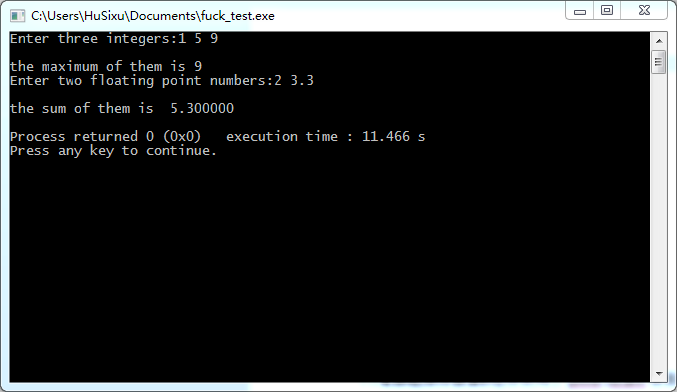 C:\Users\HuSixu\Documents\fuck_test.exe
Enter three integers:1 5 9
the maximum of them is 9
Enter two floating point numbers:2 3.3
the sum of them is  5.300000
Process returned 0 (0x0)   execution time : 11.466 s
Press any key to continue.